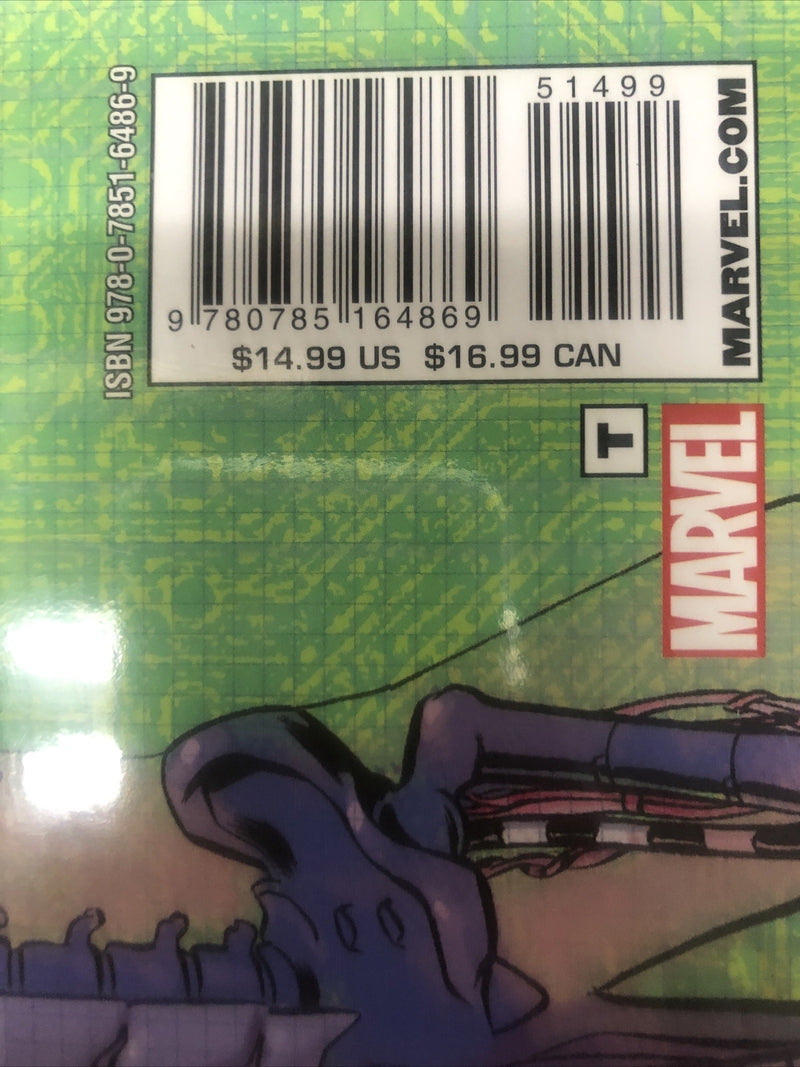 ISBN 978-0-7851-6486-9
51499
9 780785 164869
$14.99 US $16.99 CAN
MARVEL.COM
T
MARVEL